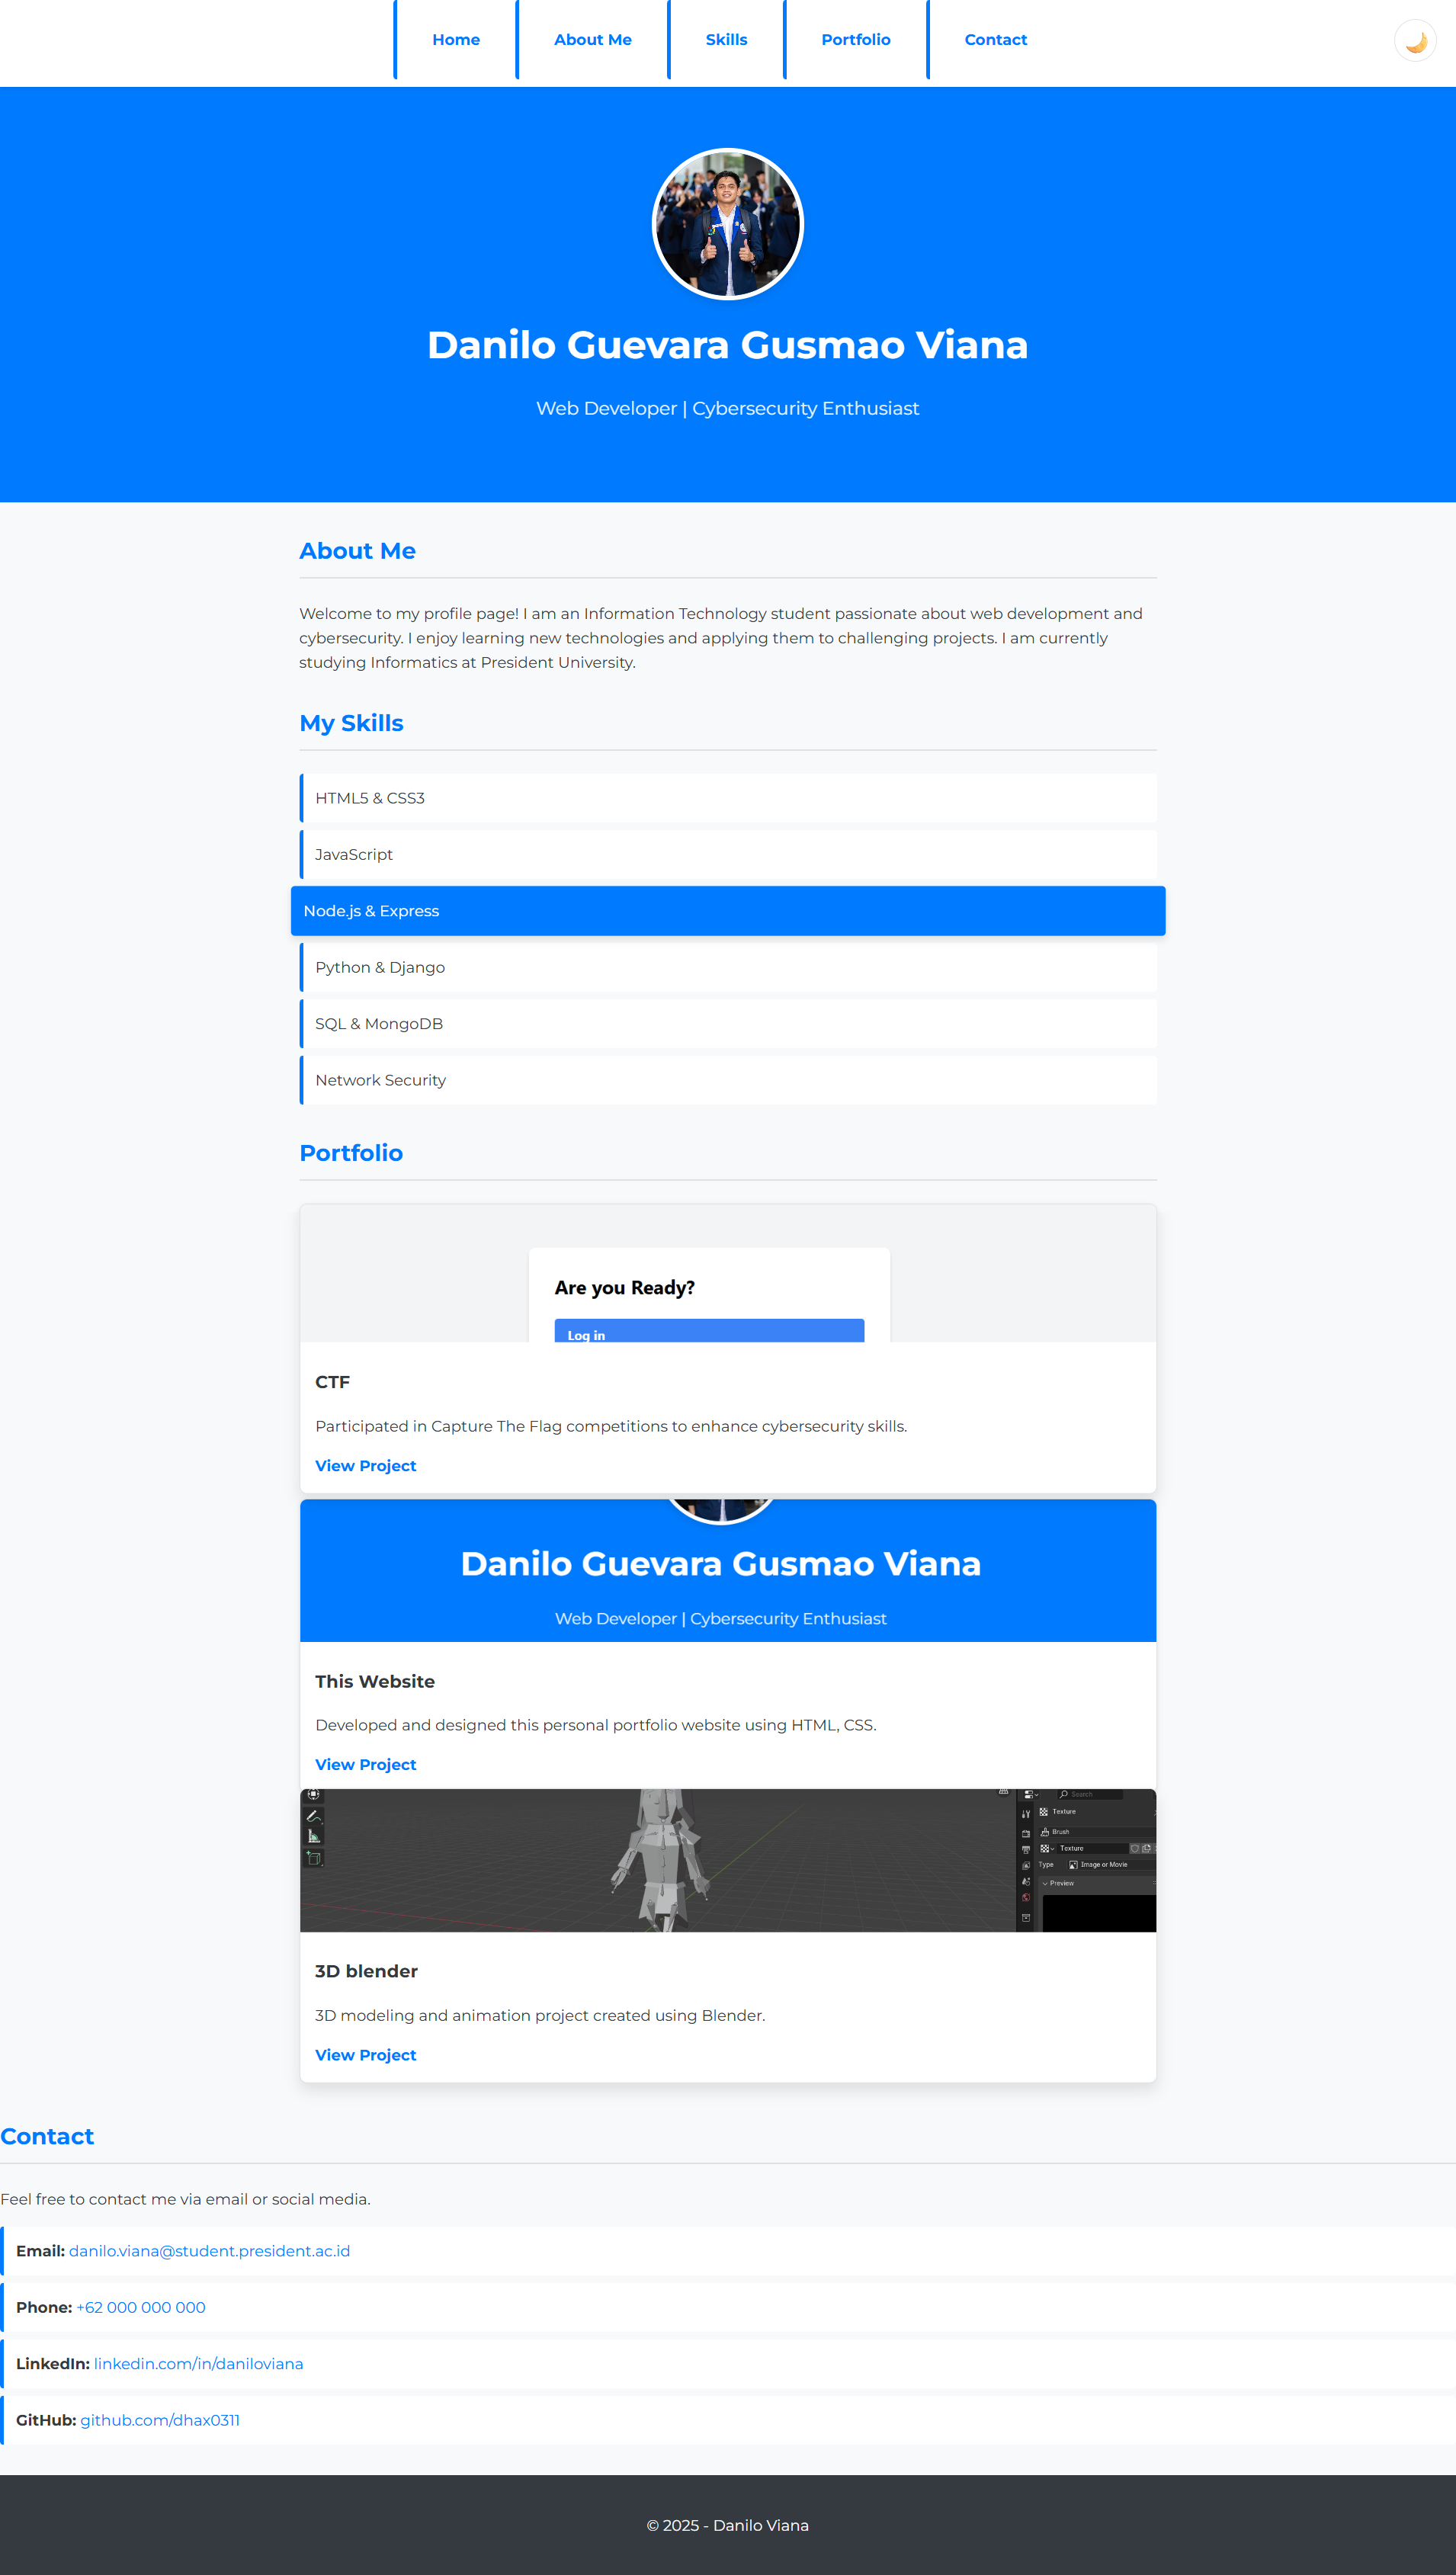 Home
About Me
Skills
Portfolio
Contact
Danilo Guevara Gusmao Viana
Web Developer | Cybersecurity Enthusiast
About Me
Welcome to my profile page! I am an Information Technology student passionate about web development and
cybersecurity. I enjoy learning new technologies and applying them to challenging projects. I am currently
studying Informatics at President University.
My Skills
HTML5 & CSS3
JavaScript
Node.js & Express
Python & Django
SQL & MongoDB
Network Security
Portfolio
Are you Ready?
Log in
CTF
Participated in Capture The Flag competitions to enhance cybersecurity skills.
View Project
Danilo Guevara Gusmao Viana
Web Developer | Cybersecurity Enthusiast
This Website
Developed and designed this personal portfolio website using HTML, CSS.
View Project
Search
Texture
Brush
Texture
Type Image or Movie
Preview
3D blender
3D modeling and animation project created using Blender.
View Project
Contact
Feel free to contact me via email or social media.
Email: danilo.viana@student.president.ac.id
Phone: +62 000 000 000
LinkedIn: linkedin.com/in/daniloviana
GitHub: github.com/dhax0311
© 2025 - Danilo Viana